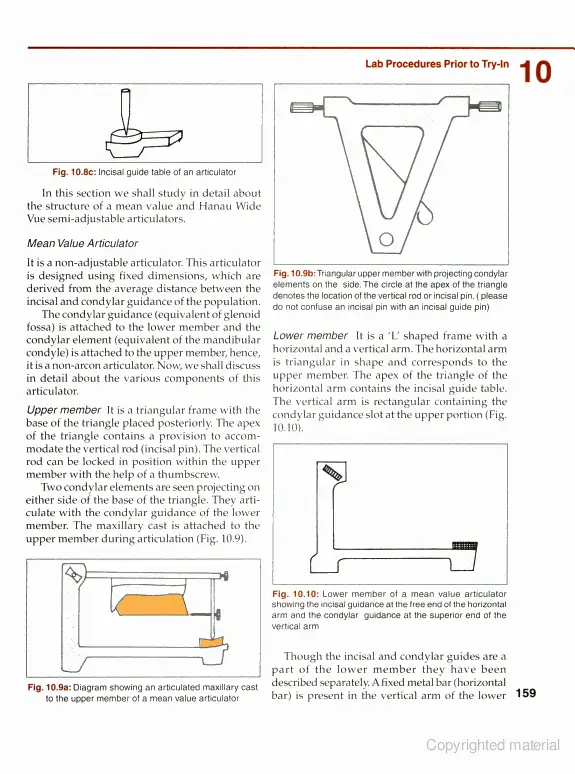 Lab Procedures Prior to Try-In 10
Fig. 10.8c: Incisal guide table of an articulator
In this section we shall study in detail about
the structure of a mean value and Hanau Wide
Vue semi-adjustable articulators.
Mean Value Articulator
It is a non-adjustable articulator. This articulator
is designed using fixed dimensions, which are
derived from the average distance between the
incisal and condylar guidance of the population.
The condylar guidance (equivalent of glenoid
fossa) is attached to the lower member and the
condylar element (equivalent of the mandibular
condyle) is attached to the upper member, hence,
it is a non-arcon articulator. Now, we shall discuss
in detail about the various components of this
articulator.
Upper member It is a triangular frame with the
base of the triangle placed posteriorly. The apex
of the triangle contains a provision to accom-
modate the vertical rod (incisal pin). The vertical
rod can be locked in position within the upper
member with the help of a thumbscrew.
Two condylar elements are seen projecting on
either side of the base of the triangle. They arti-
culate with the condylar guidance of the lower
member. The maxillary cast is attached to the
upper member during articulation (Fig. 10.9).
Fig. 10.9a: Diagram showing an articulated maxillary cast
to the upper member of a mean value articulator
Fig. 10.9b: Triangular upper member with projecting condylar
elements on the side. The circle at the apex of the triangle
denotes the location of the vertical rod or incisal pin. ( please
do not confuse an incisal pin with an incisal guide pin)
Lower member It is a 'L' shaped frame with a
horizontal and a vertical arm. The horizontal arm
is triangular in shape and corresponds to the
upper member. The apex of the triangle of the
horizontal arm contains the incisal guide table.
The vertical arm is rectangular containing the
condylar guidance slot at the upper portion (Fig.
10.10).
Fig. 10.10: Lower member of a mean value articulator
showing the incisal guidance at the free end of the horizontal
arm and the condylar guidance at the superior end of the
vertical arm
Though the incisal and condylar guides are a
part of the lower member they have been
described separately. A fixed metal bar (horizontal
bar) is present in the vertical arm of the lower
159
Copyrighted material